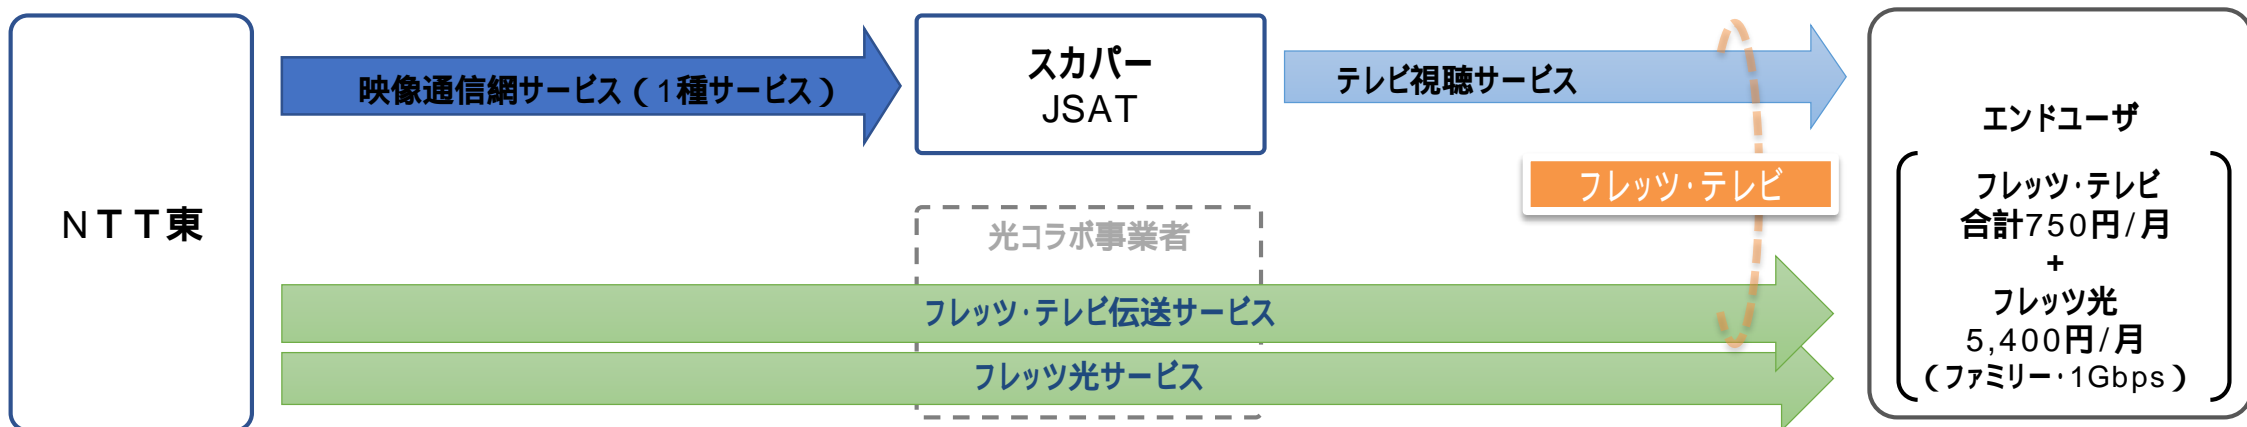 NTT東
映像通信網サービス(1種サービス)
スカパー
JSAT
テレビ視聴サービス
フレッツ・テレビ
光コラボ事業者
フレッツ・テレビ伝送サービス
フレッツ光サービス
エンドユーザ
フレッツ・テレビ
合計750円/月
+
フレッツ光
5,400円/月
(ファミリー・1Gbps)